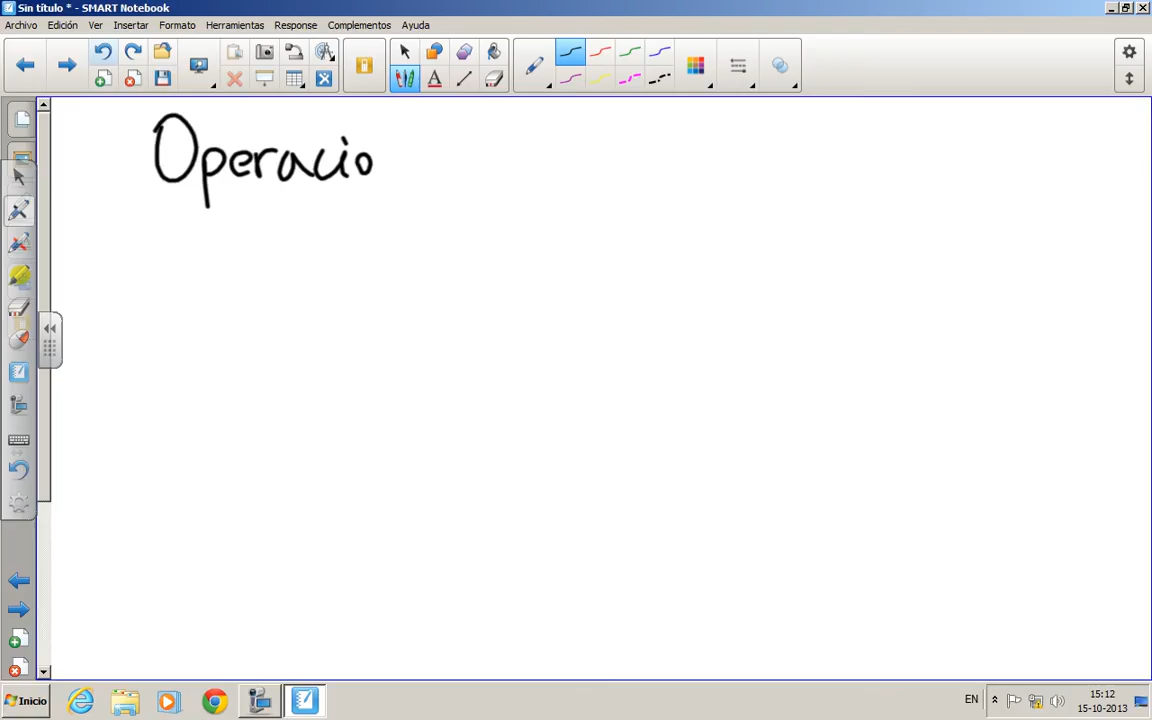 Sin título * - SMART Notebook
Archivo Edición Ver Insertar Formato Herramientas Response Complementos Ayuda
Operacio
Inicio
EN
15:12
15-10-2013